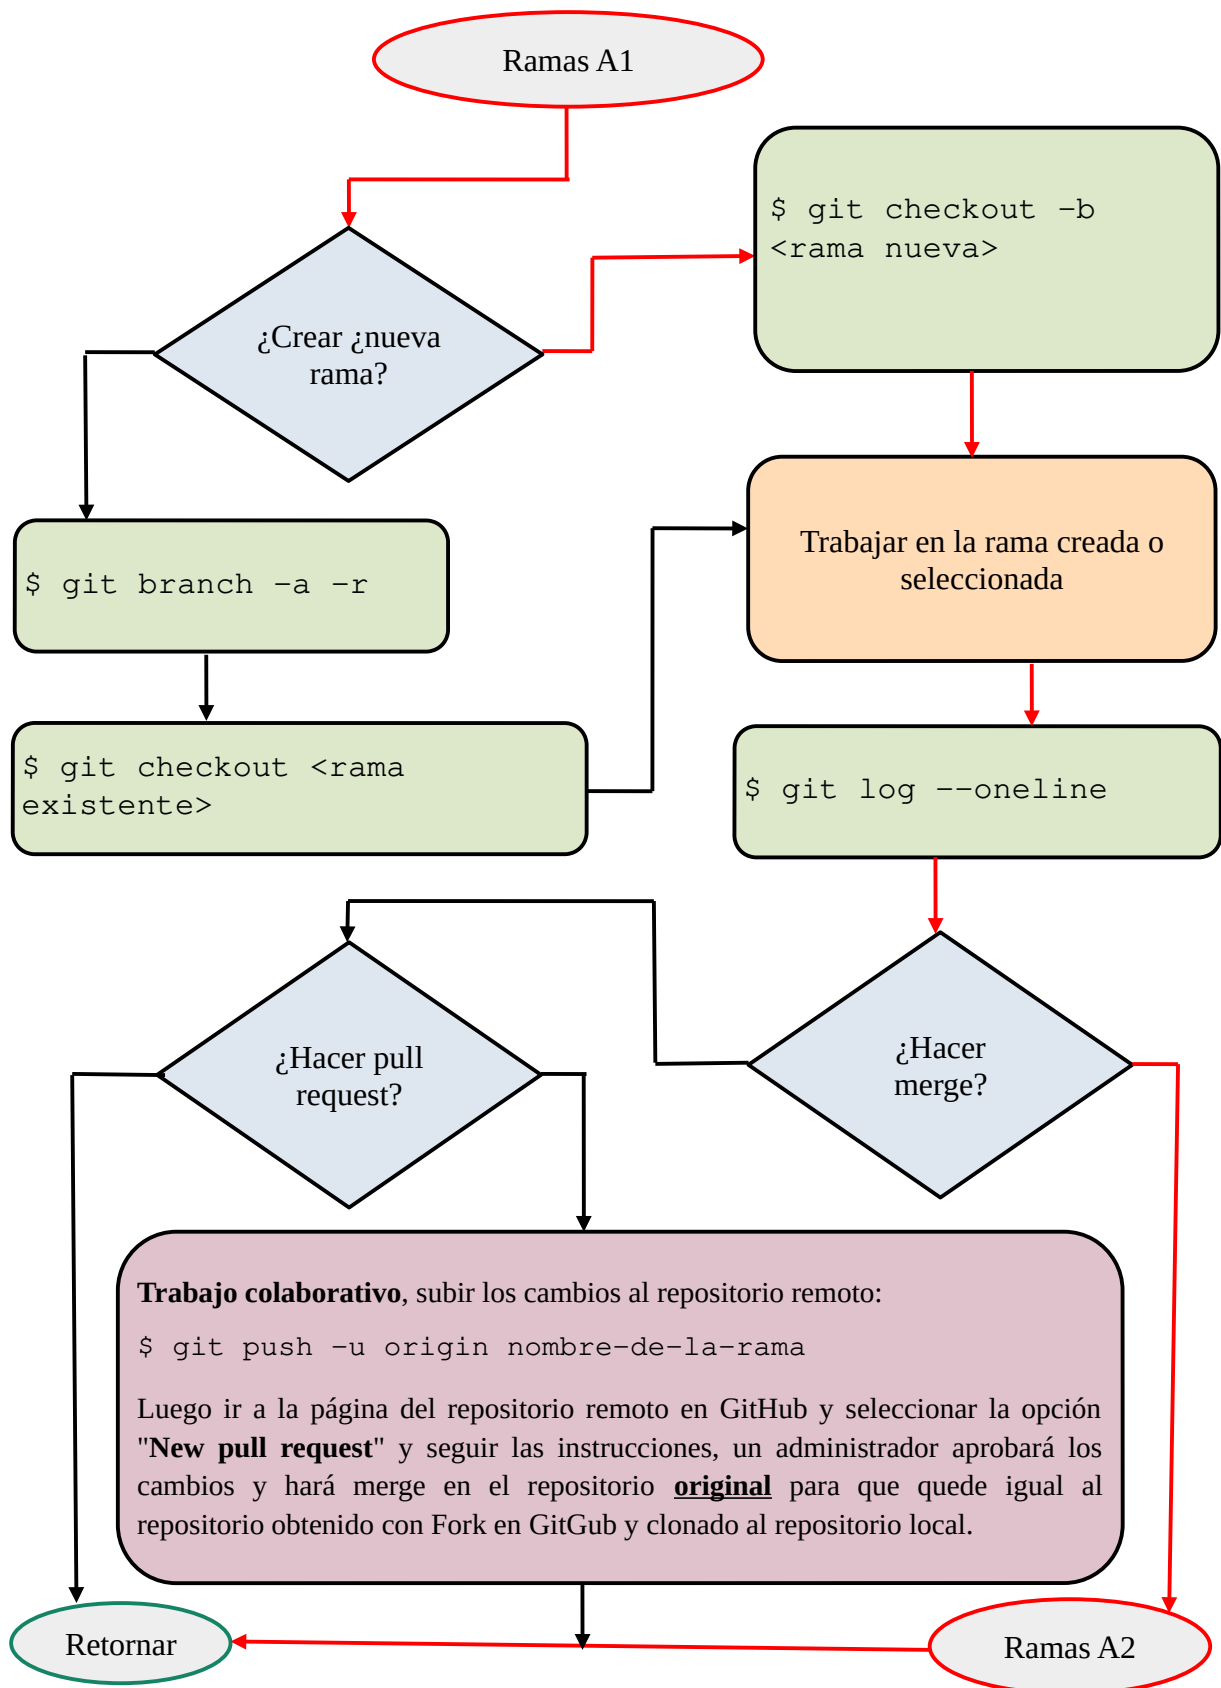 Ramas A1
$ git checkout -b
<rama nueva>
¿Crear ¿nueva
rama?
Trabajar en la rama creada o
seleccionada
$ git branch -a -r
$ git checkout <rama
existente>
$ git log --oneline
¿Hacer
merge?
¿Hacer pull
request?
Trabajo colaborativo, subir los cambios al repositorio remoto:
$ git push -u origin nombre-de-la-rama
Luego ir a la página del repositorio remoto en GitHub y seleccionar la opción
"New pull request" y seguir las instrucciones, un administrador aprobará los
cambios y hará merge en el repositorio original para que quede igual al
repositorio obtenido con Fork en GitGub y clonado al repositorio local.
Retornar
Ramas A2